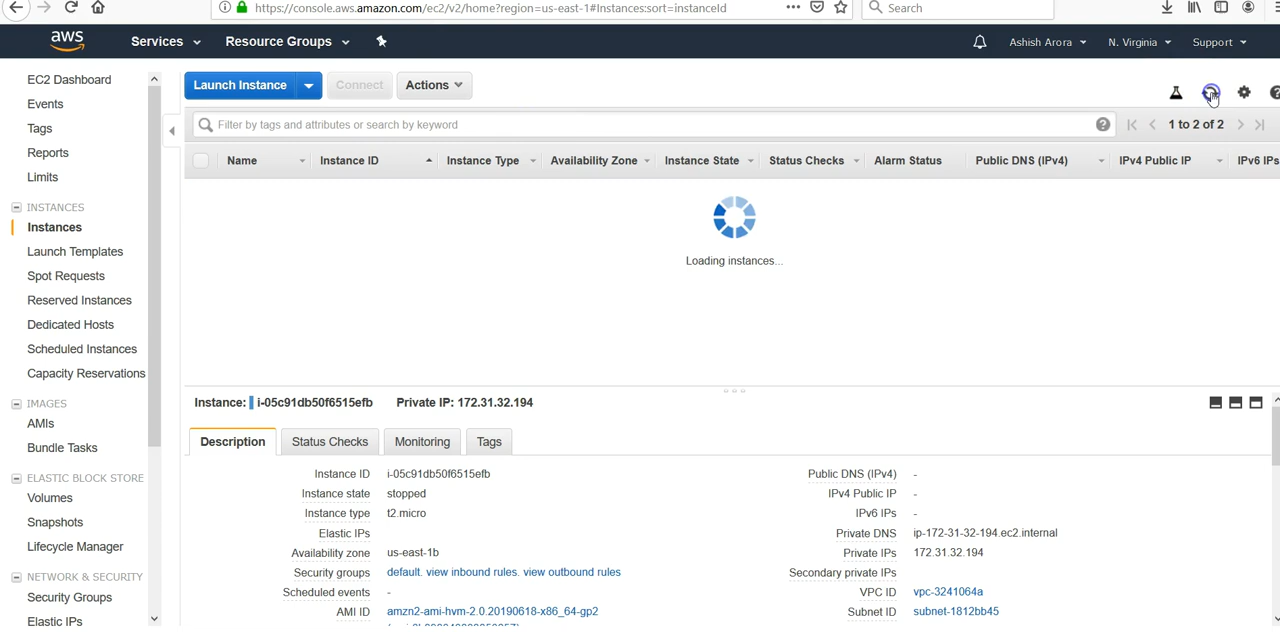 https://console.aws.amazon.com/ec2/v2/home?region=us-east-1#Instances:sort=instanceId
Search
aws
Services
Resource Groups
Ashish Arora
N. Virginia
Support
EC2 Dashboard
Events
Tags
Reports
Limits
INSTANCES
Instances
Launch Templates
Spot Requests
Reserved Instances
Dedicated Hosts
Scheduled Instances
Capacity Reservations
IMAGES
AMIs
Bundle Tasks
ELASTIC BLOCK STORE
Volumes
Snapshots
Lifecycle Manager
NETWORK & SECURITY
Security Groups
Elastic IPs
Launch Instance
Connect
Actions
Filter by tags and attributes or search by keyword
1 to 2 of 2
Name
Instance ID
Instance Type
Availability Zone
Instance State
Status Checks
Alarm Status
Public DNS (IPv4)
IPv4 Public IP
IPv6 IPs
Loading instances...
Instance: i-05c91db50f6515efb Private IP: 172.31.32.194
Description
Status Checks
Monitoring
Tags
Instance ID i-05c91db50f6515efb
Instance state stopped
Instance type t2.micro
Elastic IPs
Availability zone us-east-1b
Security groups default. view inbound rules. view outbound rules
Scheduled events -
AMI ID amzn2-ami-hvm-2.0.20190618-x86_64-gp2
Public DNS (IPv4) -
IPv4 Public IP -
IPv6 IPs -
Private DNS ip-172-31-32-194.ec2.internal
Private IPs 172.31.32.194
Secondary private IPs
VPC ID vpc-3241064a
Subnet ID subnet-1812bb45